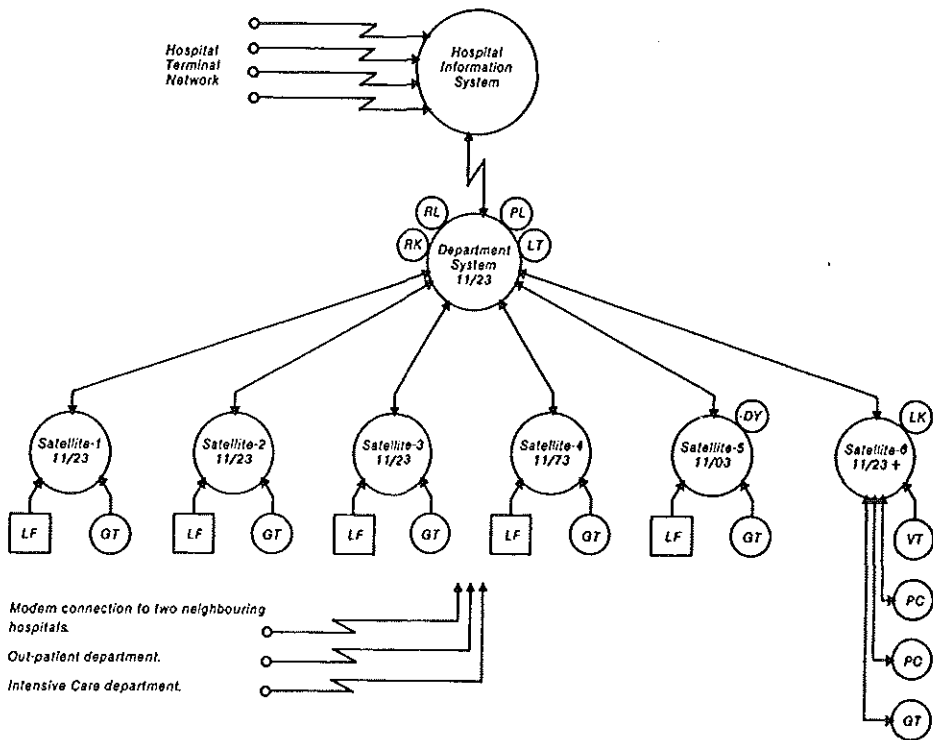 Hospital
Terminal
Network
Hospital
Information
System
RL
PL
RK
LT
Department
System
11/23
Satellite-1
11/23
Satellite-2
11/23
Satellite-3
11/23
Satellite-4
11/73
Satellite-5
11/03
DY
Satellite-6
11/23 +
LK
LF
GT
LF
GT
LF
GT
LF
GT
LF
GT
VT
PC
PC
GT
Modem connection to two neighbouring
hospitals.
Out-patient department.
Intensive Care department.